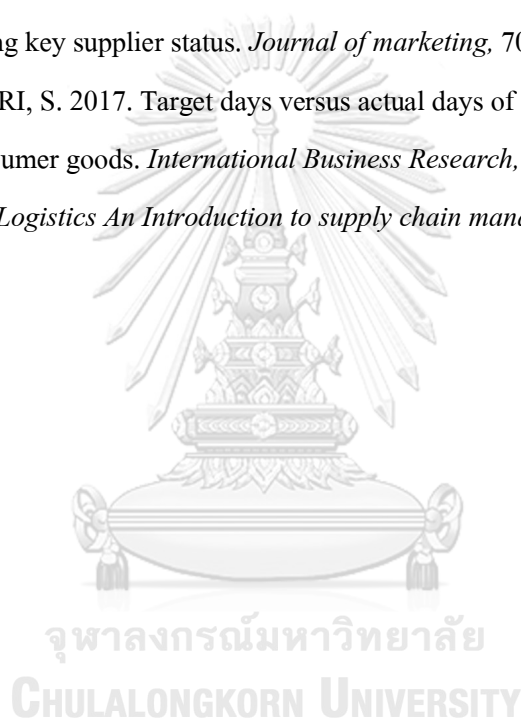 ng key supplier status. Journal of marketing, 70
RI, S. 2017. Target days versus actual days of
sumer goods. International Business Research,
Logistics An Introduction to supply chain mana
จุฬาลงกรณ์มหาวิทยาลัย
CHULALONGKORN UNIVERSITY